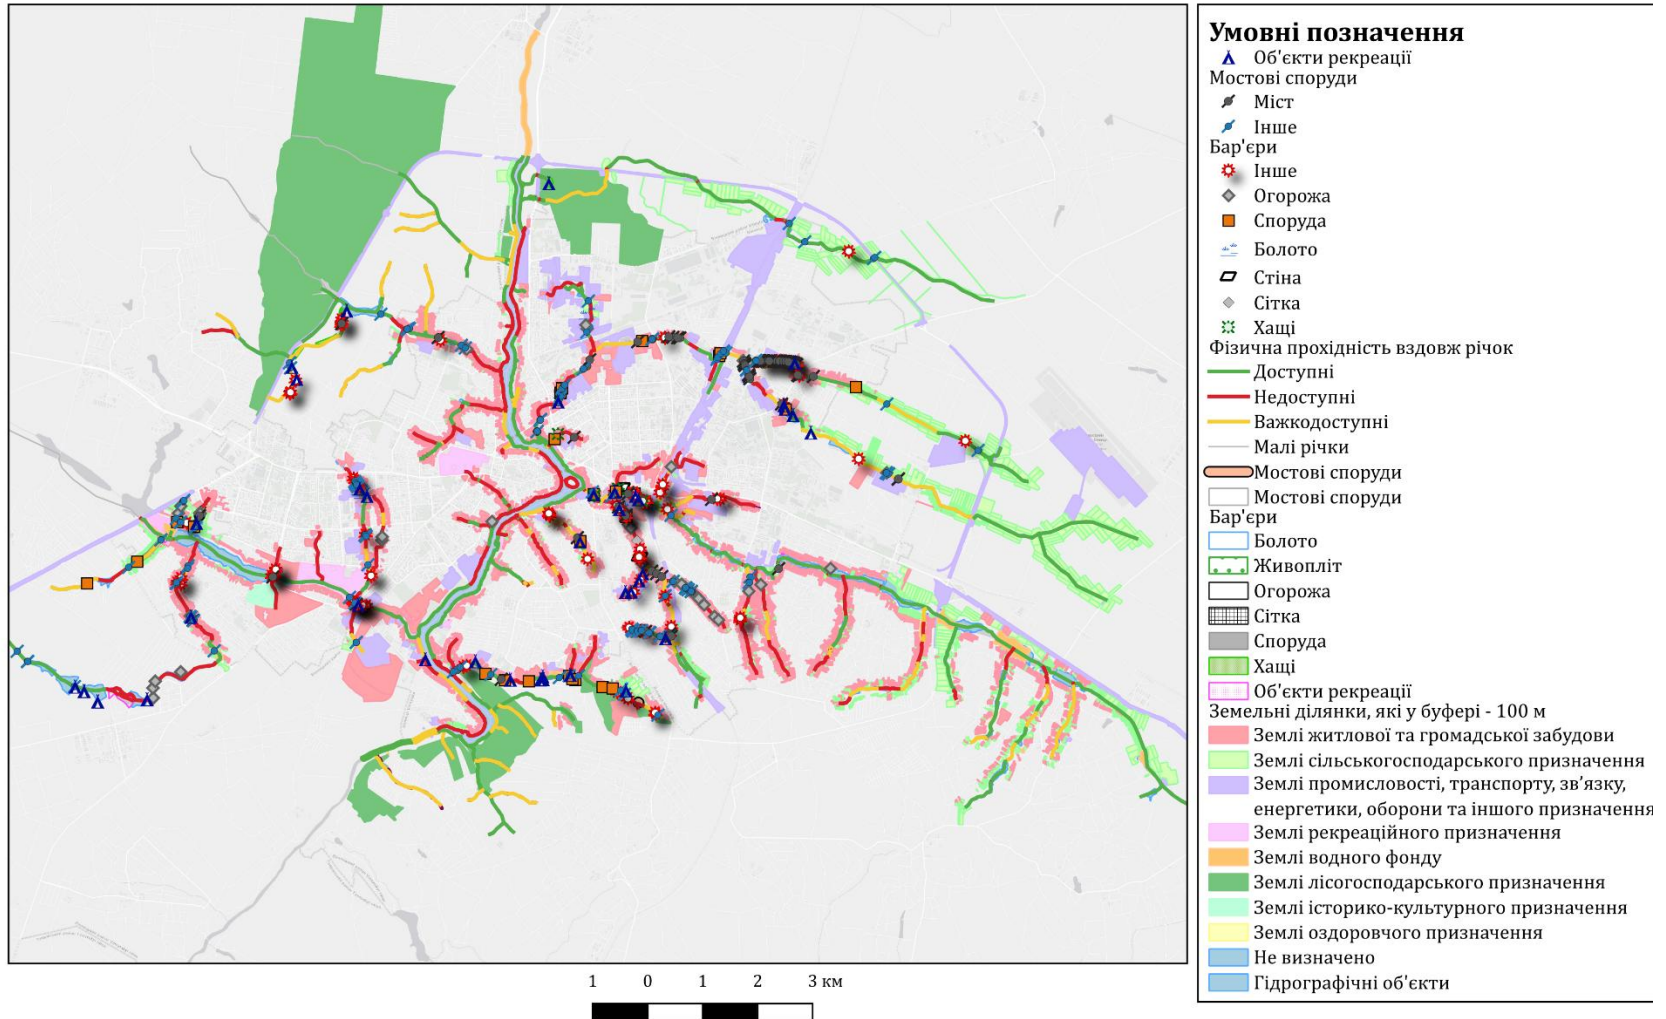 Умовні позначення
Об'єкти рекреації
Мостові споруди
Міст
Інше
Бар'єри
Інше
Огорожа
Споруда
Болото
Стіна
Сітка
Хащі
Фізична прохідність вздовж річок
Доступні
Недоступні
Важкодоступні
Малі річки
Мостові споруди
Мостові споруди
Бар'єри
Болото
Живопліт
Огорожа
Сітка
Споруда
Хащі
Об'єкти рекреації
Земельні ділянки, які у буфері - 100 м
Землі житлової та громадської забудови
Землі сільськогосподарського призначення
Землі промисловості, транспорту, зв'язку,
енергетики, оборони та іншого призначення
Землі рекреаційного призначення
Землі водного фонду
Землі лісогосподарського призначення
Землі історико-культурного призначення
Землі оздоровчого призначення
Не визначено
Гідрографічні об'єкти
1 0 1 2 3 км